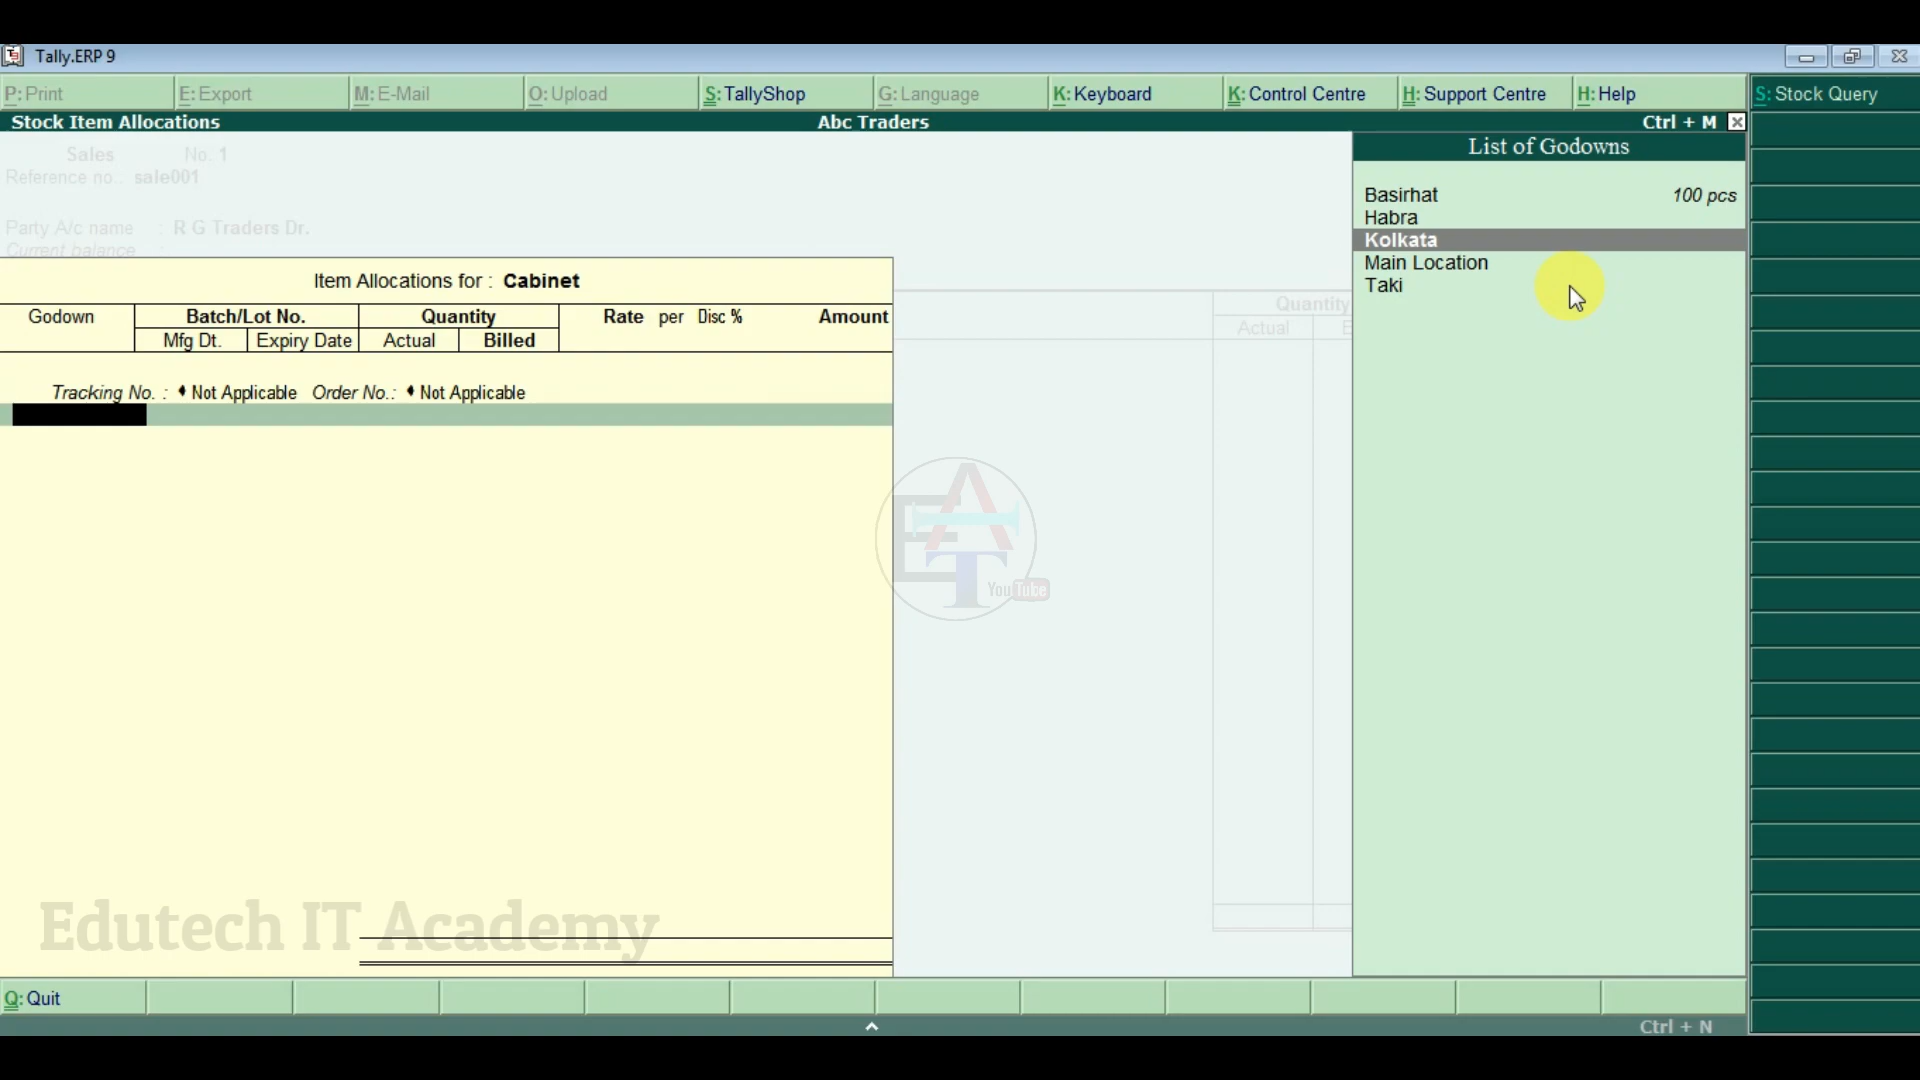 Tally.ERP 9
P: Print E: Export M: E-Mail O: Upload S: TallyShop G: Language K: Keyboard K: Control Centre H: Support Centre H: Help S: Stock Query
Stock Item Allocations Abc Traders Ctrl + M
List of Godowns
Sales No. 1
Reference no.: sale001
Party A/c name : R G Traders Dr.
Current balance :
Basirhat 100 pcs
Habra
Kolkata
Main Location
Taki
Item Allocations for : Cabinet
Godown Batch/Lot No. Quantity Rate per Disc % Amount
Mfg Dt. Expiry Date Actual Billed
Quantity
Actual
Tracking No. : ♦ Not Applicable Order No.: ♦ Not Applicable
EAT
YouTube
Edutech IT Academy
Q: Quit
Ctrl + N